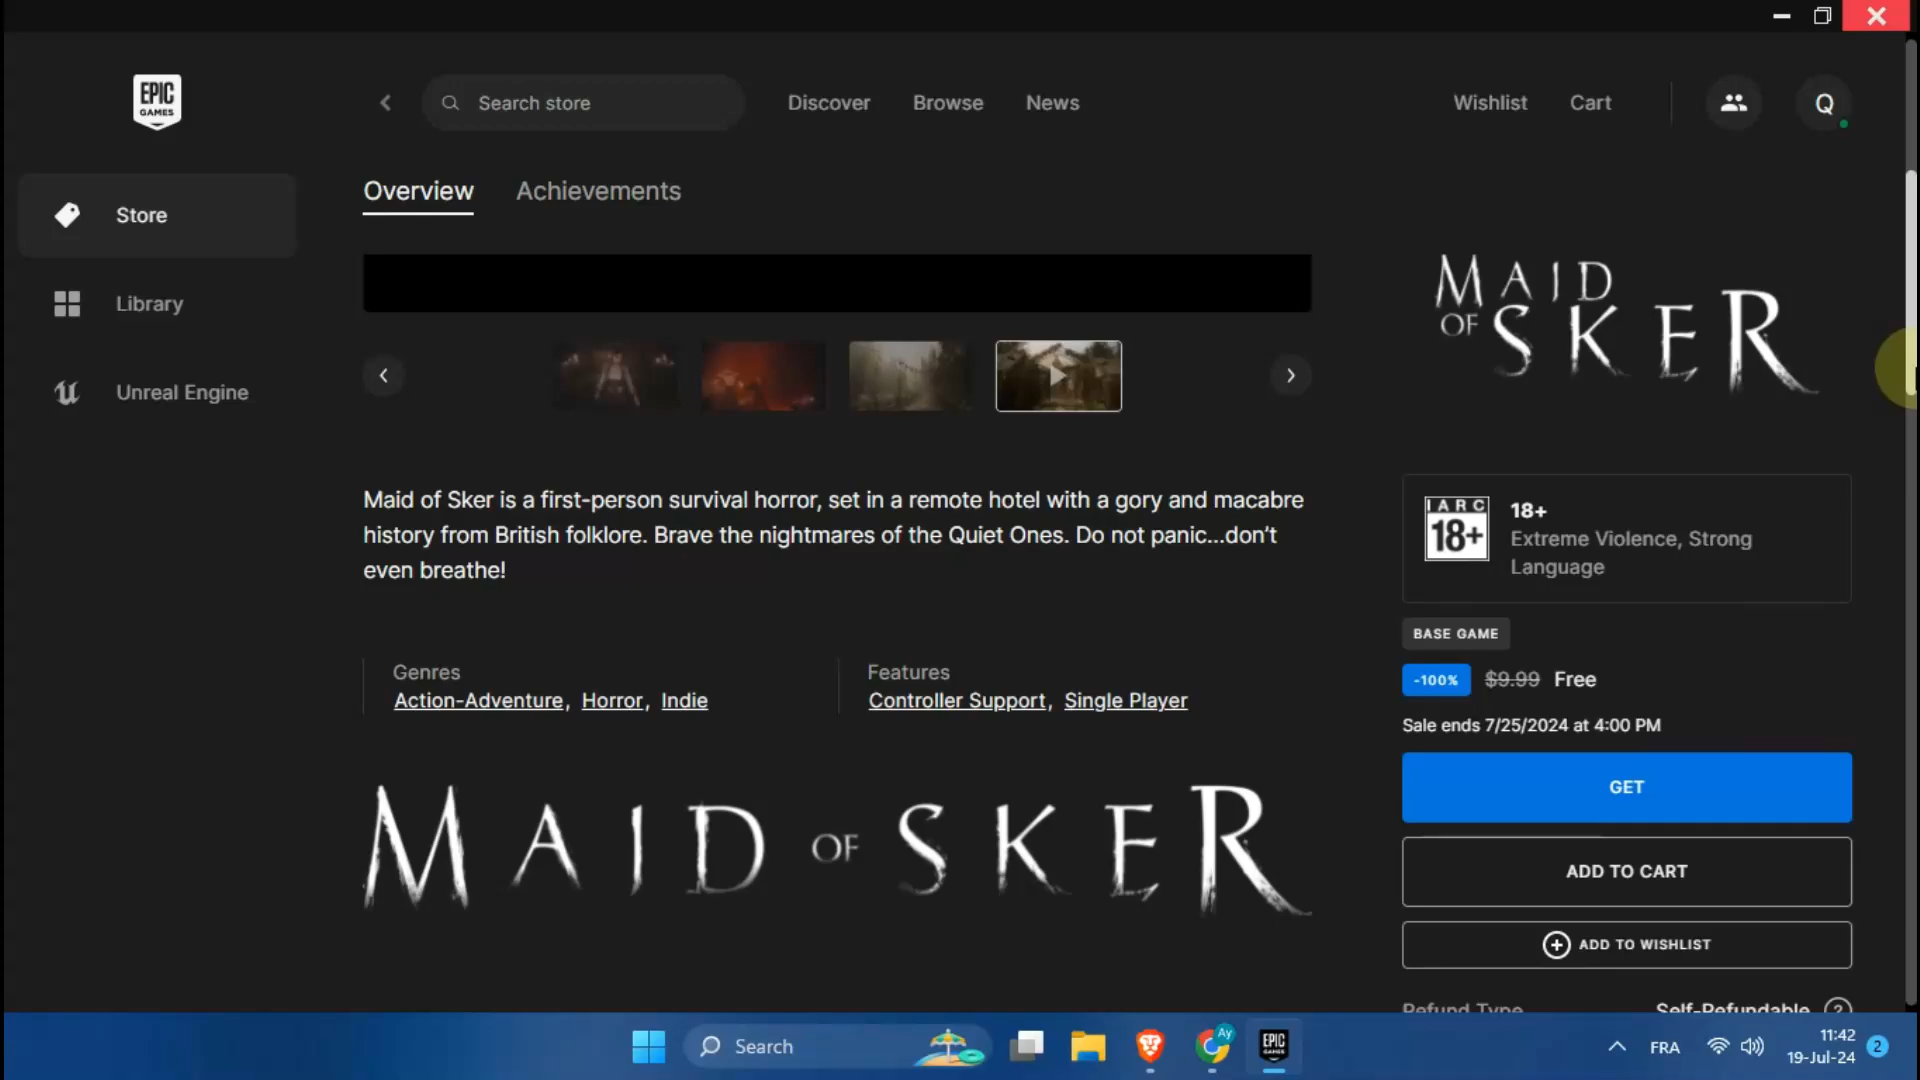 EPIC
GAMES
Search store
Discover
Browse
News
Wishlist
Cart
Q
Store
Library
Unreal Engine
Overview
Achievements
MAID
OF SKER
Maid of Sker is a first-person survival horror, set in a remote hotel with a gory and macabre
history from British folklore. Brave the nightmares of the Quiet Ones. Do not panic...don't
even breathe!
Genres
Action-Adventure, Horror, Indie
Features
Controller Support, Single Player
MAID OF SKER
IARC
18+
18+
Extreme Violence, Strong
Language
BASE GAME
-100% $9.99 Free
Sale ends 7/25/2024 at 4:00 PM
GET
ADD TO CART
ADD TO WISHLIST
Refund Type
Self-Refundable ?
Search
Ay
EPIC
GAMES
FRA
11:42
19-Jul-24
2